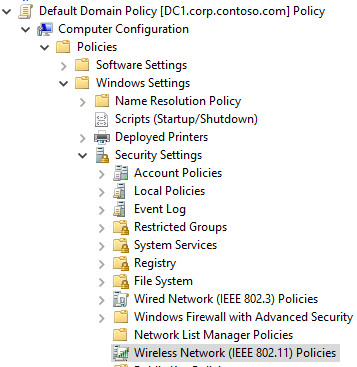 Default Domain Policy [DC1.corp.contoso.com] Policy
Computer Configuration
Policies
Software Settings
Windows Settings
Name Resolution Policy
Scripts (Startup/Shutdown)
Deployed Printers
Security Settings
Account Policies
Local Policies
Event Log
Restricted Groups
System Services
Registry
File System
Wired Network (IEEE 802.3) Policies
Windows Firewall with Advanced Security
Network List Manager Policies
Wireless Network (IEEE 802.11) Policies